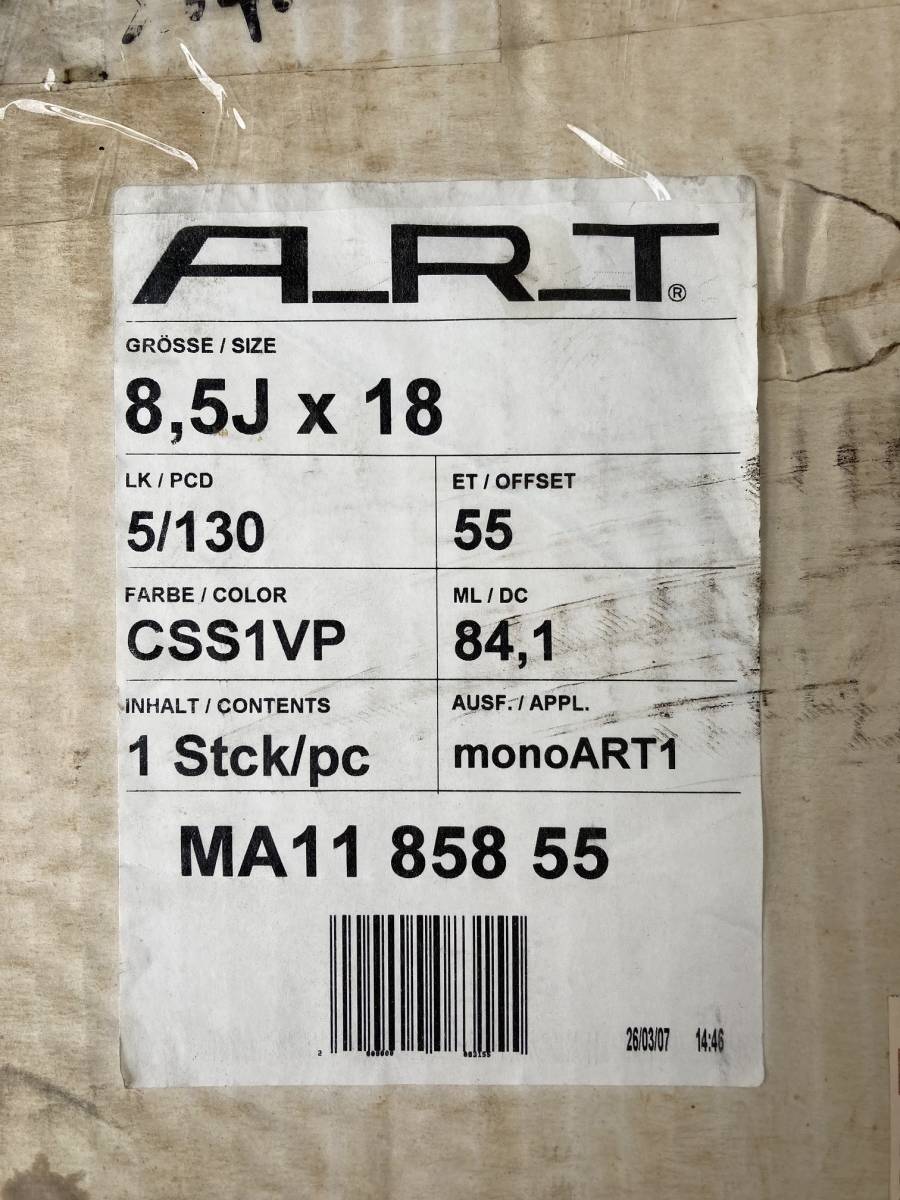 A_R_T®
GRÖSSE / SIZE
8,5J x 18
LK / PCD
5/130
ET / OFFSET
55
FARBE / COLOR
CSS1VP
ML / DC
84,1
INHALT / CONTENTS
1 Stck/pc
AUSF. / APPL.
monoART1
MA11 858 55
2
26/03/07 14:46